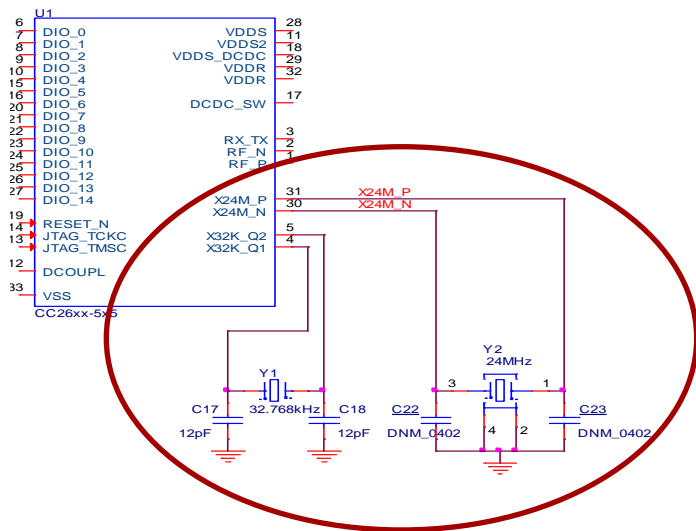 U1
6 DIO_0 VDDS 28
7 DIO_1 VDDS2 11
8 DIO_2 VDDS_DCDC 18
9 DIO_3 VDDR 29
10 DIO_4 VDDR 32
15 DIO_5
16 DIO_6 DCDC_SW 17
20 DIO_7
21 DIO_8
22 DIO_9 RX_TX 3
23 DIO_10 RF_N 2
24 DIO_11 RF_P 1
25 DIO_12
26 DIO_13
27 DIO_14 X24M_P 31 X24M_P
X24M_N 30 X24M_N
19 RESET_N
14 JTAG_TCKC X32K_Q2 5
13 JTAG_TMSC X32K_Q1 4
12 DCOUPL
33 VSS
CC26xx-5x5
Y2
24MHz
Y1
3 1
C17 32.768kHz C18 C22 C23
12pF 12pF DNM_0402 4 2 DNM_0402